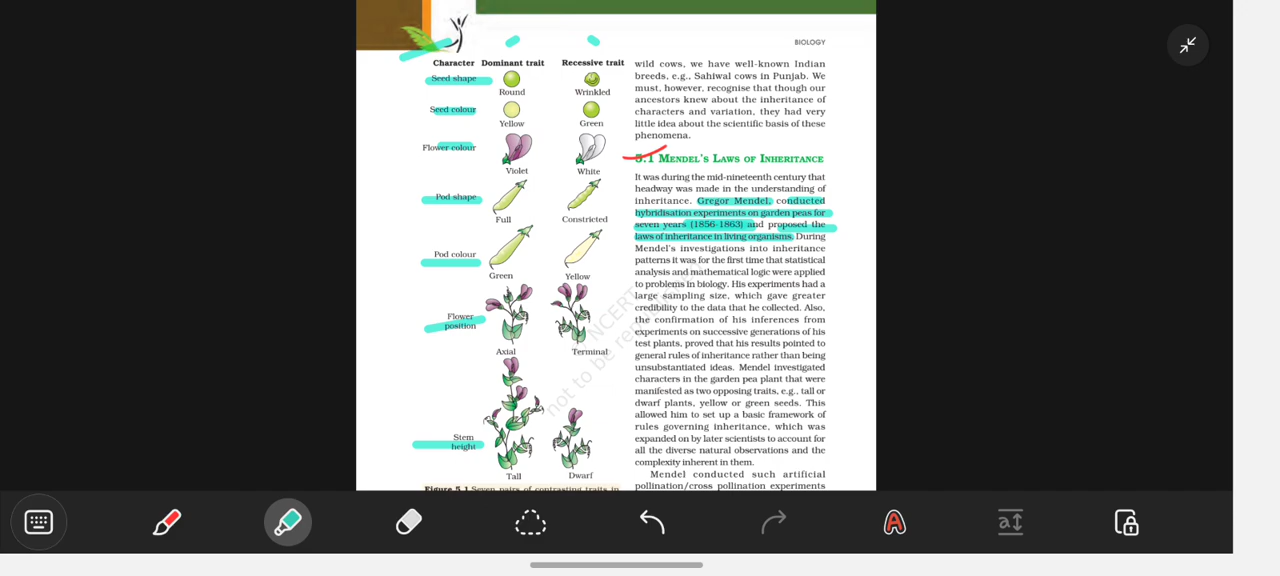 BIOLOGY
Character Dominant trait Recessive trait
Seed shape
Round Wrinkled
Seed colour
Yellow Green
Flower colour
Violet White
Pod shape
Full Constricted
Pod colour
Green Yellow
Flower
position
Axial Terminal
Stem
height
Tall Dwarf
Figure 5.1 Seven pairs of contrasting traits in
wild cows, we have well-known Indian
breeds, e.g., Sahiwal cows in Punjab. We
must, however, recognise that though our
ancestors knew about the inheritance of
characters and variation, they had very
little idea about the scientific basis of these
phenomena.
5.1 MENDEL'S LAWS OF INHERITANCE
It was during the mid-nineteenth century that
headway was made in the understanding of
inheritance. Gregor Mendel, conducted
hybridisation experiments on garden peas for
seven years (1856-1863) and proposed the
laws of inheritance in living organisms. During
Mendel's investigations into inheritance
patterns it was for the first time that statistical
analysis and mathematical logic were applied
to problems in biology. His experiments had a
large sampling size, which gave greater
credibility to the data that he collected. Also,
the confirmation of his inferences from
experiments on successive generations of his
test plants, proved that his results pointed to
general rules of inheritance rather than being
unsubstantiated ideas. Mendel investigated
characters in the garden pea plant that were
manifested as two opposing traits, e.g., tall or
dwarf plants, yellow or green seeds. This
allowed him to set up a basic framework of
rules governing inheritance, which was
expanded on by later scientists to account for
all the diverse natural observations and the
complexity inherent in them.
Mendel conducted such artificial
pollination/cross pollination experiments
NCERT
not to be
A
a